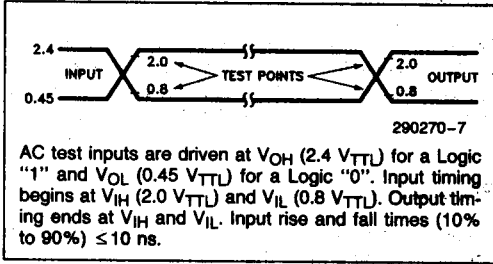 2.4
INPUT
2.0
TEST POINTS
2.0
OUTPUT
0.45
0.8
0.8
290270-7
AC test inputs are driven at VOH (2.4 VTTL) for a Logic
"1" and VOL (0.45 VTTL) for a Logic "0". Input timing
begins at VIH (2.0 VTTL) and VIL (0.8 VTTL). Output tim-
ing ends at VIH and VIL. Input rise and fall times (10%
to 90%) ≤10 ns.